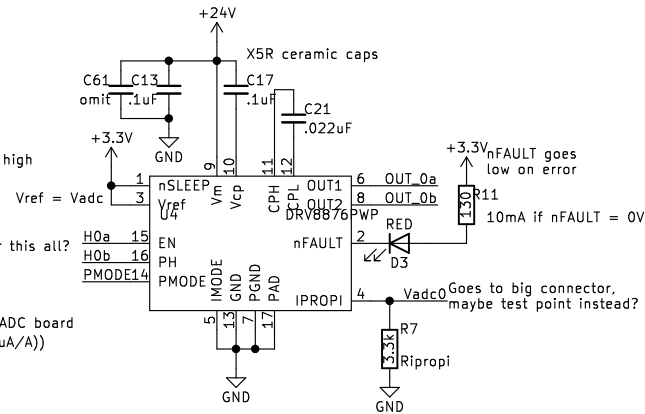 +24V
X5R ceramic caps
C61 C13 C17
omit .1uF .1uF
C21
.022uF
+3.3V
GND
+3.3V
nFAULT goes
low on error
high
9 10 11 12
1 nSLEEP Vm Vcp CPH CPL OUT1 6 OUT_0a
Vref = Vadc 3 Vref OUT2 8 OUT_0b
U4 DRV8876PWP
R11
130
10mA if nFAULT = 0V
r this all? H0a 15 EN nFAULT 2 RED
D3
H0b 16 PH
PMODE 14 PMODE
IMODE GND PGND PAD
IPROPI 4 Vadc0
Goes to big connector,
maybe test point instead?
5 13 7 17
ADC board
uA/A))
R7
3.3k
Ripropi
GND
GND